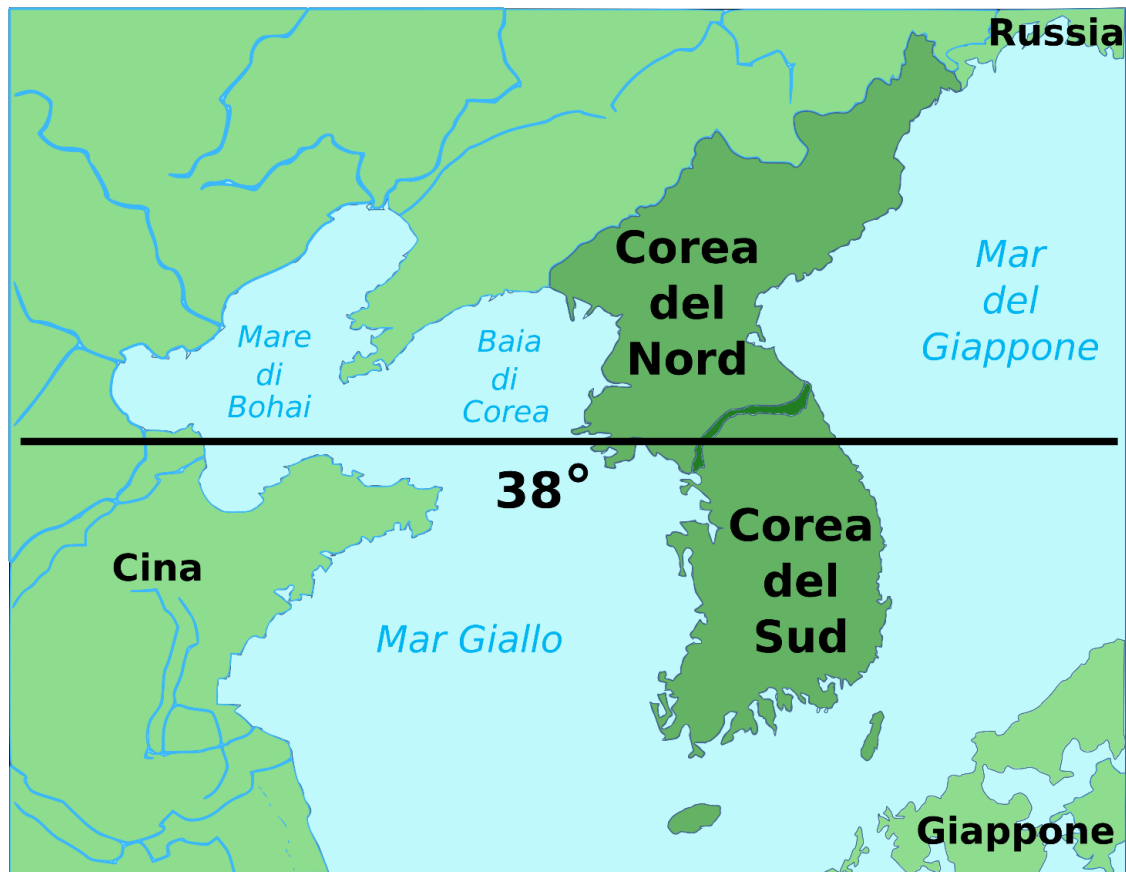 Russia
Corea
del
Nord
Mar
del
Giappone
Mare
di
Bohai
Baia
di
Corea
38°
Corea
del
Sud
Cina
Mar Giallo
Giappone